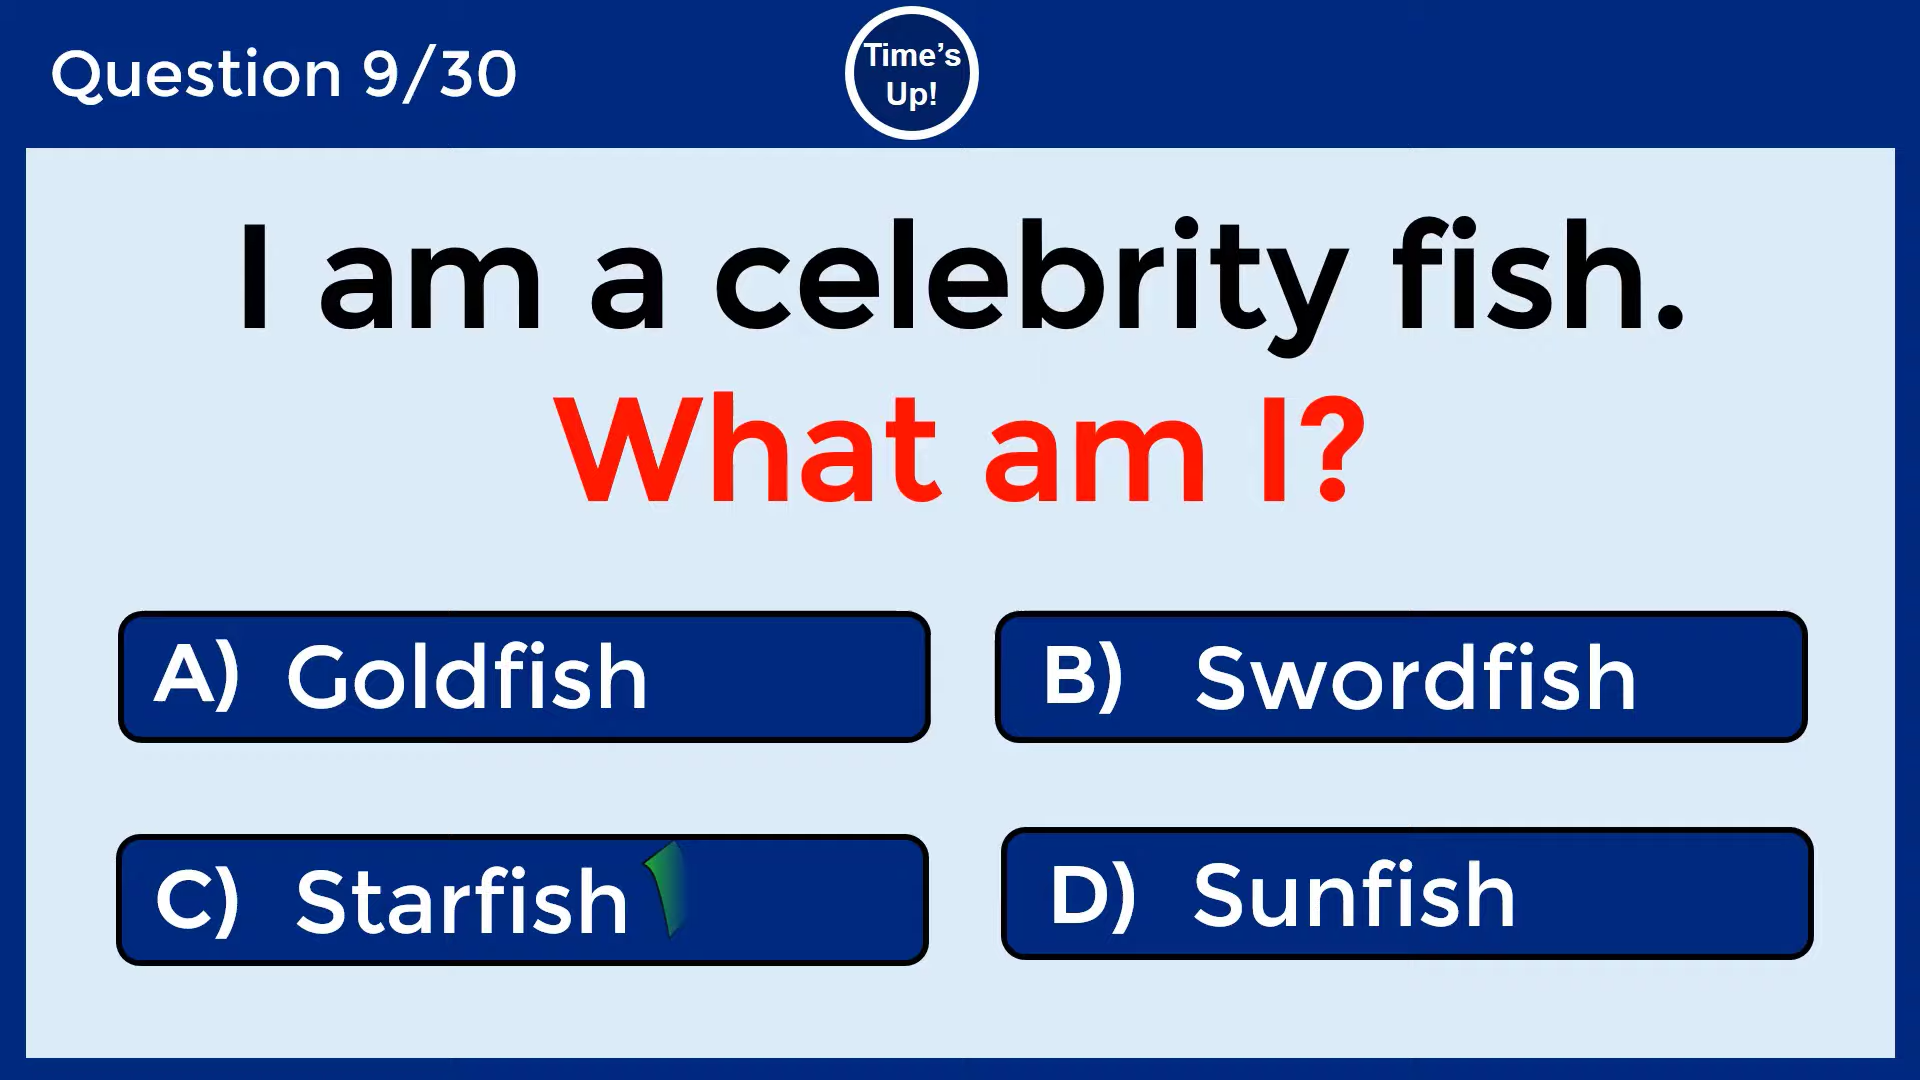 Question 9/30
Time’s
Up!
I am a celebrity fish.
What am I?
A) Goldfish
B) Swordfish
C) Starfish
D) Sunfish